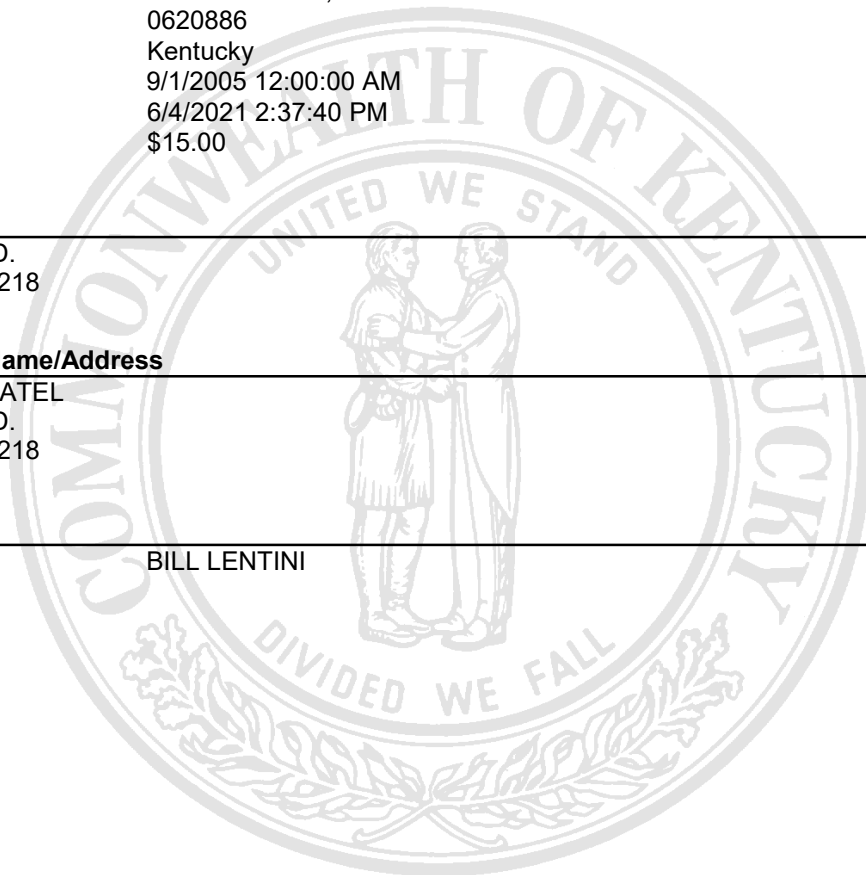 0620886
Kentucky
9/1/2005 12:00:00 AM
6/4/2021 2:37:40 PM
$15.00
COMMONWEALTH OF KENTUCKY
UNITED WE STAND
218
ame/Address
ATEL
218
BILL LENTINI
DIVIDED WE FALL